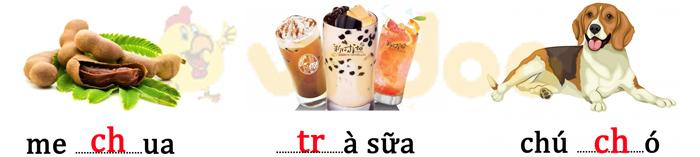 me ch ua
tr à sữa
chú ch ó